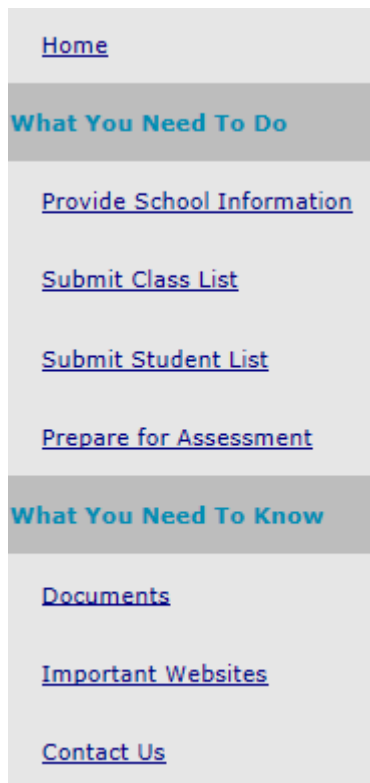 Home
What You Need To Do
Provide School Information
Submit Class List
Submit Student List
Prepare for Assessment
What You Need To Know
Documents
Important Websites
Contact Us